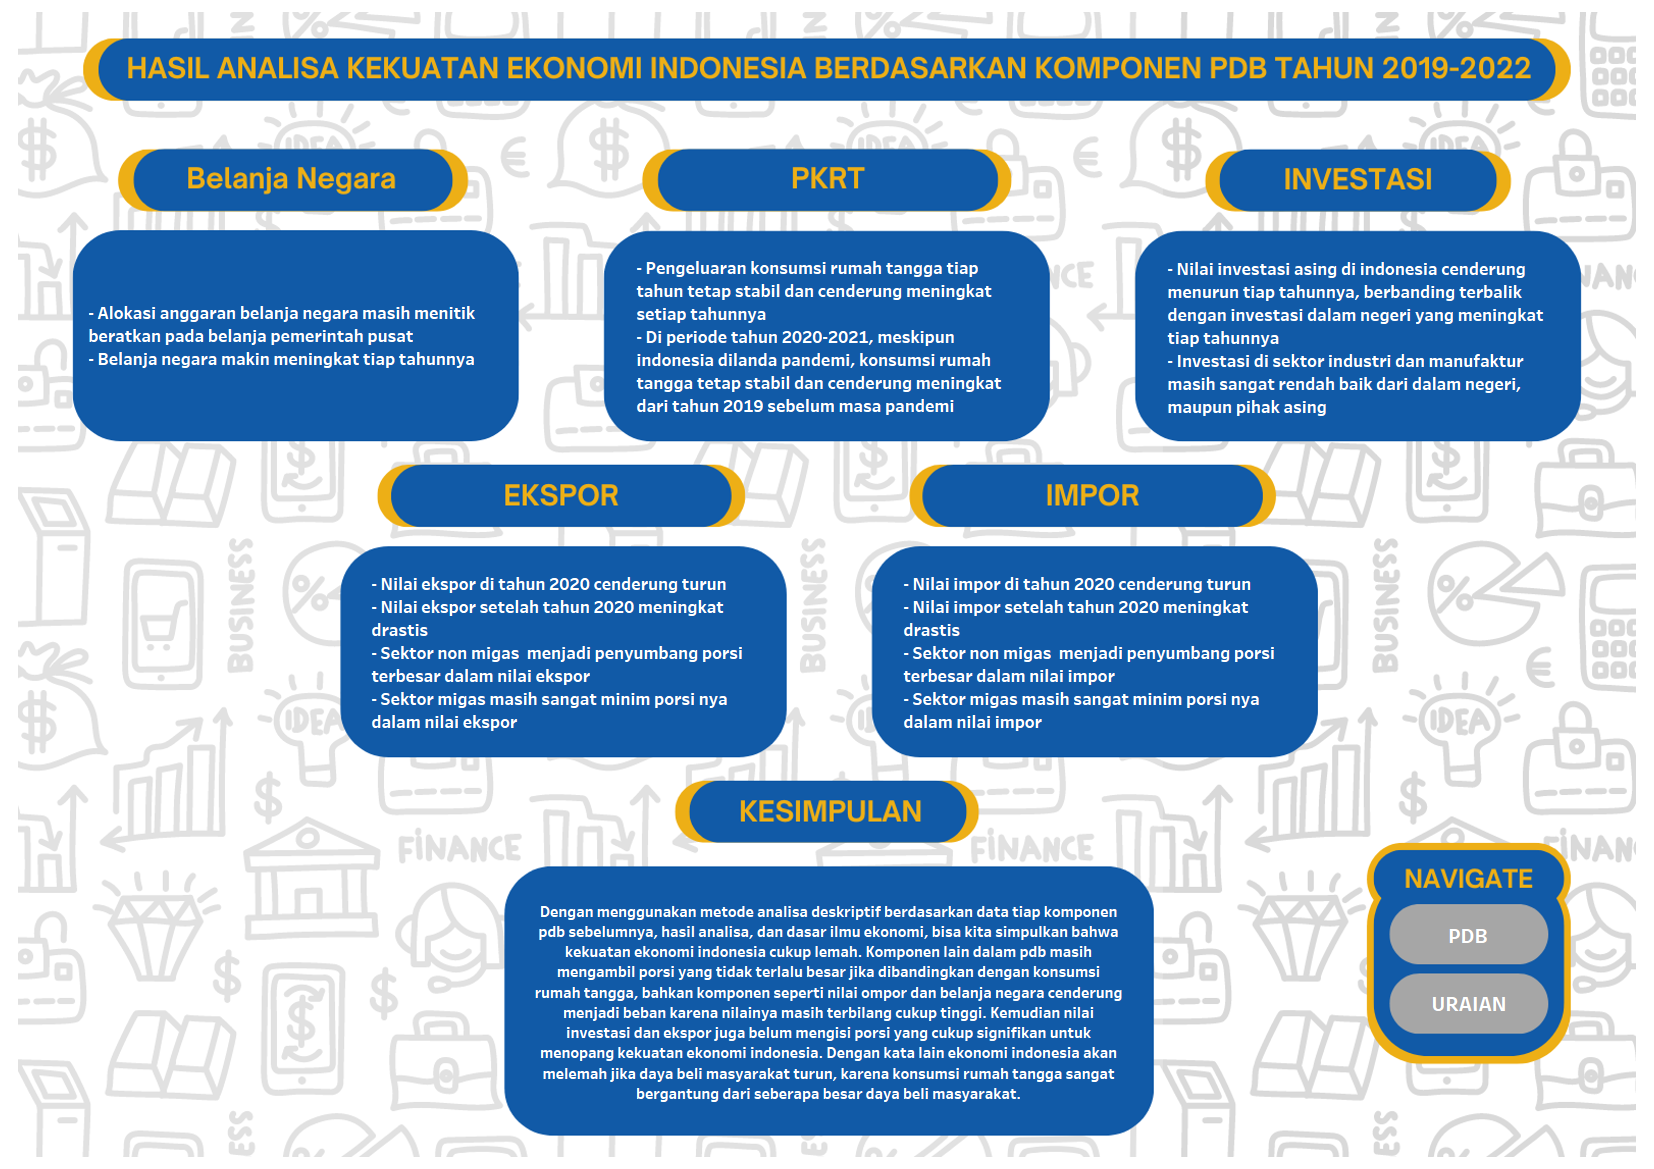 HASIL ANALISA KEKUATAN EKONOMI INDONESIA BERDASARKAN KOMPONEN PDB TAHUN 2019-2022
Belanja Negara
- Alokasi anggaran belanja negara masih menitik
beratkan pada belanja pemerintah pusat
- Belanja negara makin meningkat tiap tahunnya
PKRT
- Pengeluaran konsumsi rumah tangga tiap
tahun tetap stabil dan cenderung meningkat
setiap tahunnya
- Di periode tahun 2020-2021, meskipun
indonesia dilanda pandemi, konsumsi rumah
tangga tetap stabil dan cenderung meningkat
dari tahun 2019 sebelum masa pandemi
INVESTASI
- Nilai investasi asing di indonesia cenderung
menurun tiap tahunnya, berbanding terbalik
dengan investasi dalam negeri yang meningkat
tiap tahunnya
- Investasi di sektor industri dan manufaktur
masih sangat rendah baik dari dalam negeri,
maupun pihak asing
EKSPOR
- Nilai ekspor di tahun 2020 cenderung turun
- Nilai ekspor setelah tahun 2020 meningkat
drastis
- Sektor non migas  menjadi penyumbang porsi
terbesar dalam nilai ekspor
- Sektor migas masih sangat minim porsi nya
dalam nilai ekspor
IMPOR
- Nilai impor di tahun 2020 cenderung turun
- Nilai impor setelah tahun 2020 meningkat
drastis
- Sektor non migas  menjadi penyumbang porsi
terbesar dalam nilai impor
- Sektor migas masih sangat minim porsi nya
dalam nilai impor
KESIMPULAN
Dengan menggunakan metode analisa deskriptif berdasarkan data tiap komponen
pdb sebelumnya, hasil analisa, dan dasar ilmu ekonomi, bisa kita simpulkan bahwa
kekuatan ekonomi indonesia cukup lemah. Komponen lain dalam pdb masih
mengambil porsi yang tidak terlalu besar jika dibandingkan dengan konsumsi
rumah tangga, bahkan komponen seperti nilai ompor dan belanja negara cenderung
menjadi beban karena nilainya masih terbilang cukup tinggi. Kemudian nilai
investasi dan ekspor juga belum mengisi porsi yang cukup signifikan untuk
menopang kekuatan ekonomi indonesia. Dengan kata lain ekonomi indonesia akan
melemah jika daya beli masyarakat turun, karena konsumsi rumah tangga sangat
bergantung dari seberapa besar daya beli masyarakat.
NAVIGATE
PDB
URAIAN
BUSINESS
BUSINESS
BUSINESS
IDEA
IDEA
FINANCE
FINANCE